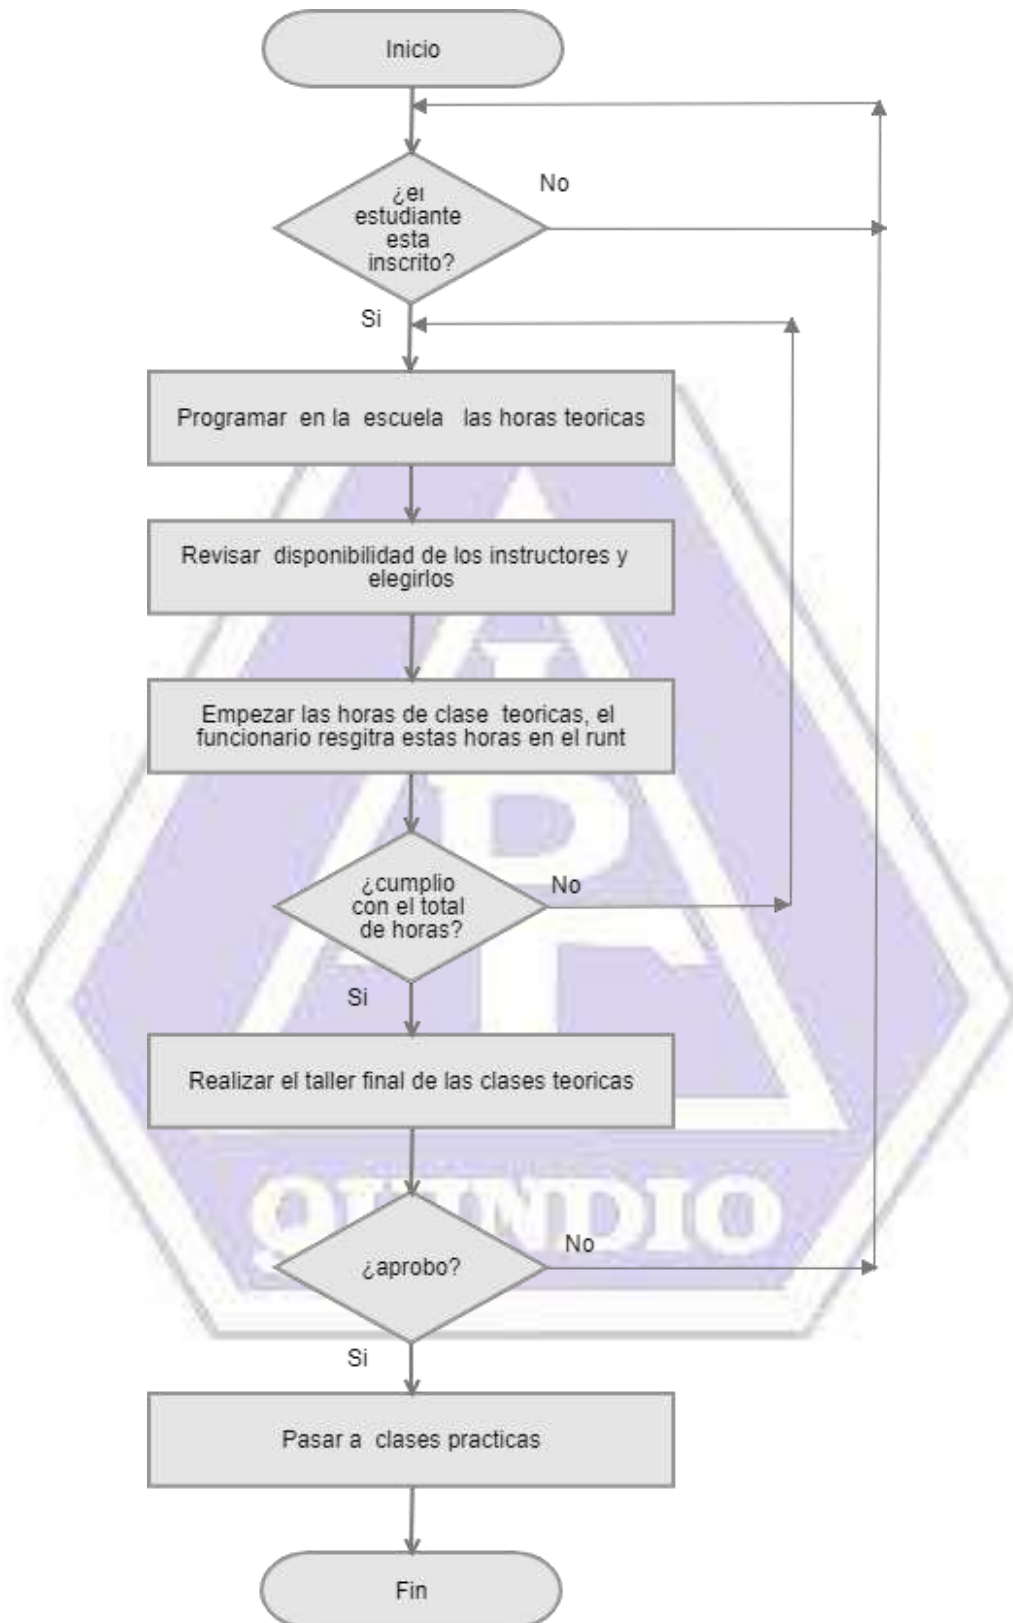 Inicio
No
¿el
estudiante
esta
inscrito?
Si
Programar en la escuela las horas teoricas
Revisar disponibilidad de los instructores y
elegirlos
Empezar las horas de clase teoricas, el
funcionario resgitra estas horas en el runt
¿cumplio
con el total
de horas?
No
Si
Realizar el taller final de las clases teoricas
QUINDIO
¿aprobo?
No
Si
Pasar a clases practicas
Fin